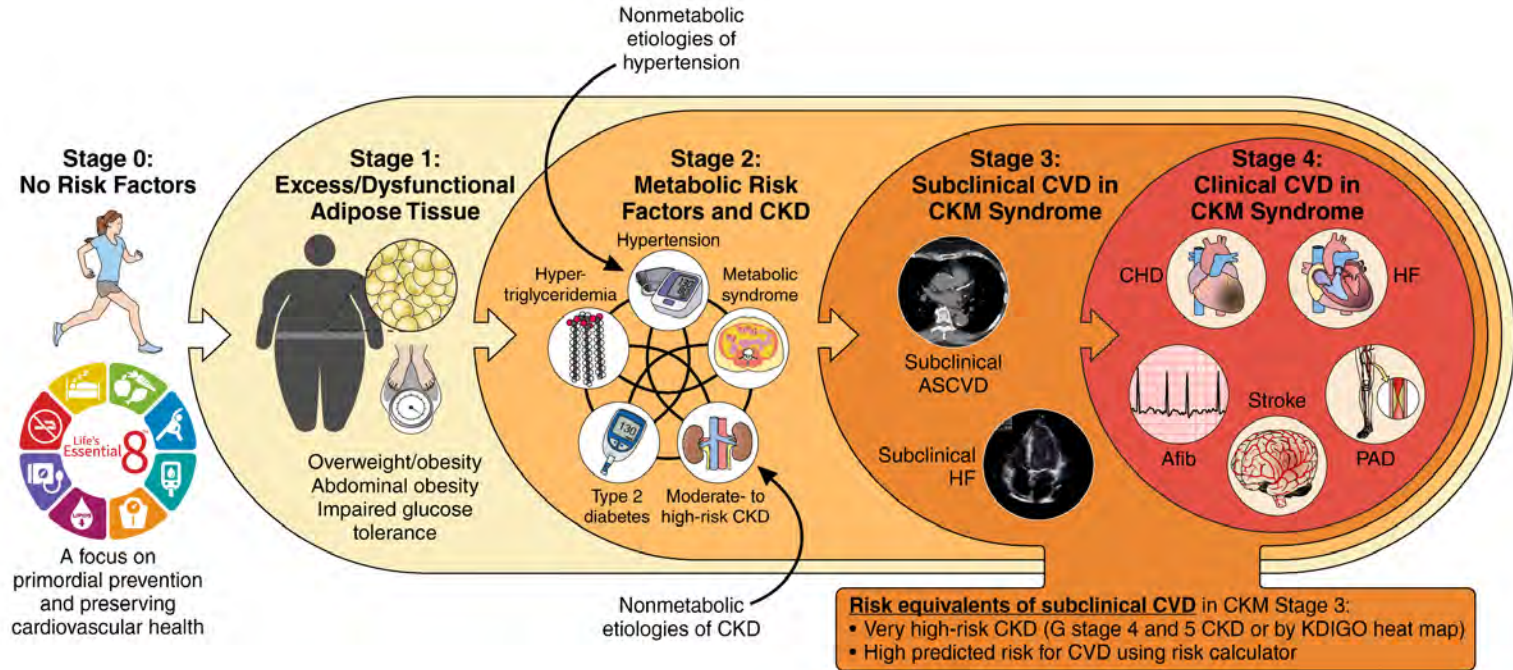 Nonmetabolic
etiologies of
hypertension
Stage 0:
No Risk Factors
Life's
Essential 8
LIPIDS
A focus on
primordial prevention
and preserving
cardiovascular health
Stage 1:
Excess/Dysfunctional
Adipose Tissue
Overweight/obesity
Abdominal obesity
Impaired glucose
tolerance
Stage 2:
Metabolic Risk
Factors and CKD
Hypertension
Hyper-
triglyceridemia
Metabolic
syndrome
130
Type 2
diabetes
Moderate- to
high-risk CKD
Nonmetabolic
etiologies of CKD
Stage 3:
Subclinical CVD in
CKM Syndrome
Subclinical
ASCVD
Subclinical
HF
Stage 4:
Clinical CVD in
CKM Syndrome
CHD
HF
Afib
Stroke
PAD
Risk equivalents of subclinical CVD in CKM Stage 3:
• Very high-risk CKD (G stage 4 and 5 CKD or by KDIGO heat map)
• High predicted risk for CVD using risk calculator